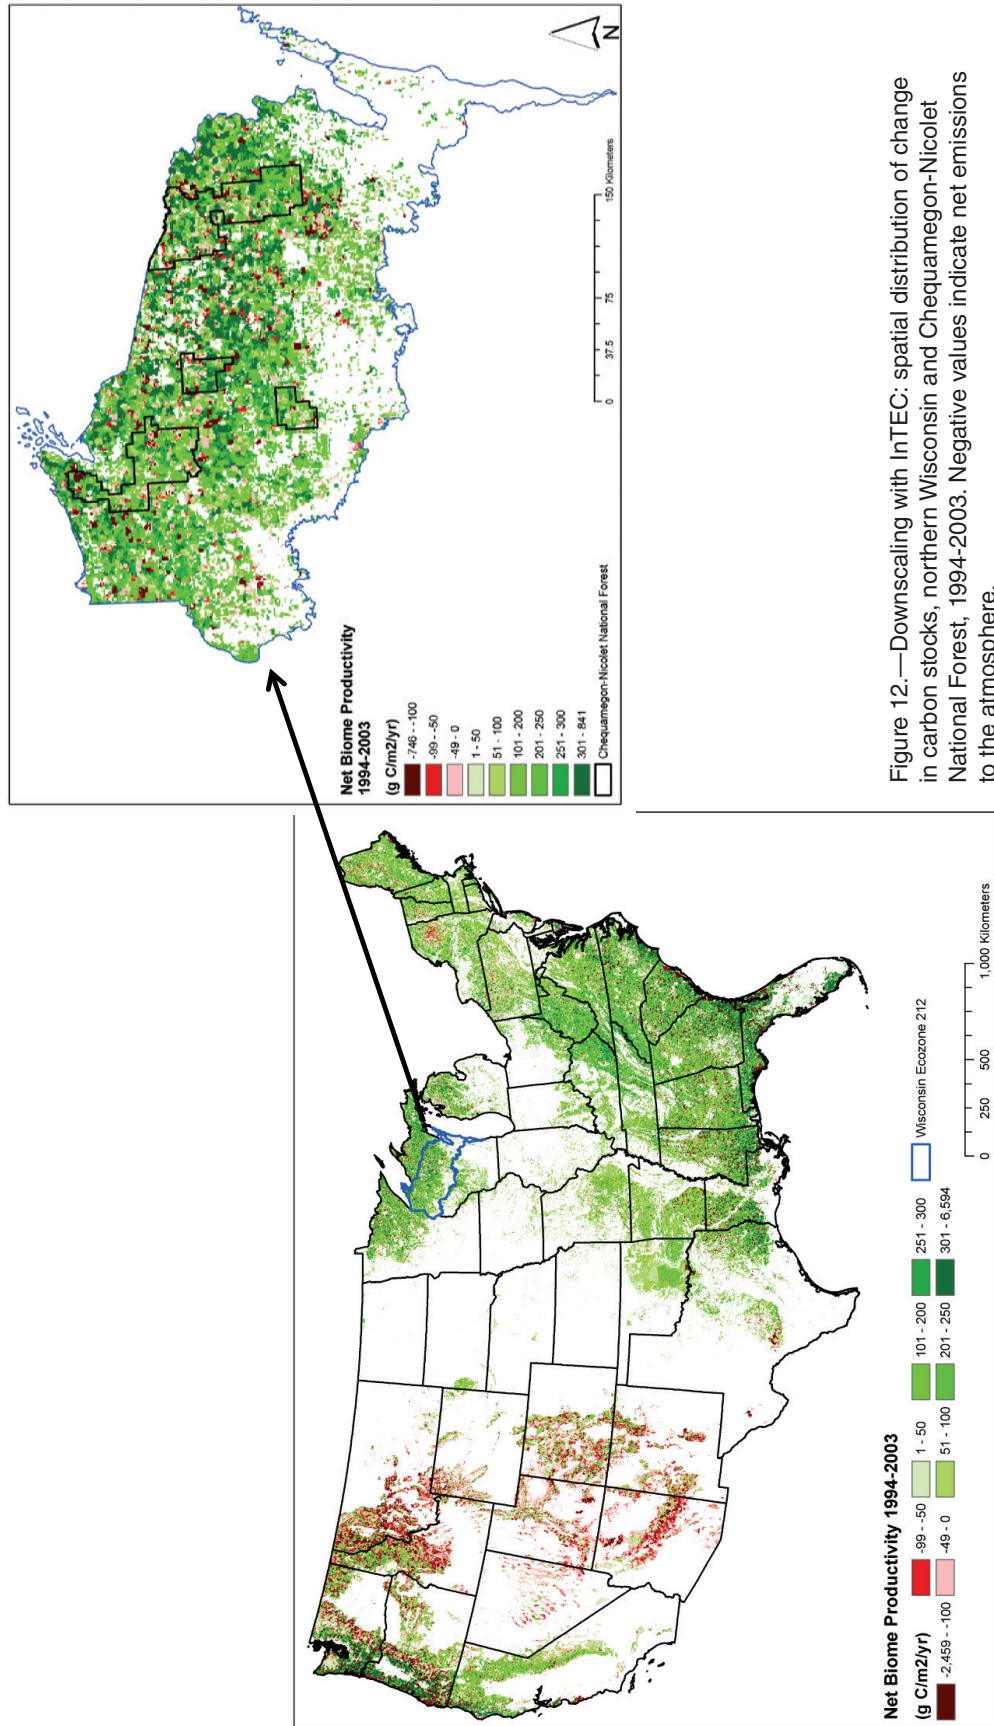 Net Biome Productivity 1994-2003
(g C/m2/yr)
-2,459 - -100
-99 - -50
-49 - 0
1 - 50
51 - 100
101 - 200
201 - 250
251 - 300
301 - 6,594
Wisconsin Ecozone 212
0 250 500 1,000 Kilometers
Net Biome Productivity
1994-2003
(g C/m2/yr)
-746 - -100
-99 - -50
-49 - 0
1 - 50
51 - 100
101 - 200
201 - 250
251 - 300
301 - 841
Chequamegon-Nicolet National Forest
0 37.5 75 150 Kilometers
N
Figure 12.—Downscaling with InTEC: spatial distribution of change
in carbon stocks, northern Wisconsin and Chequamegon-Nicolet
National Forest, 1994-2003. Negative values indicate net emissions
to the atmosphere.